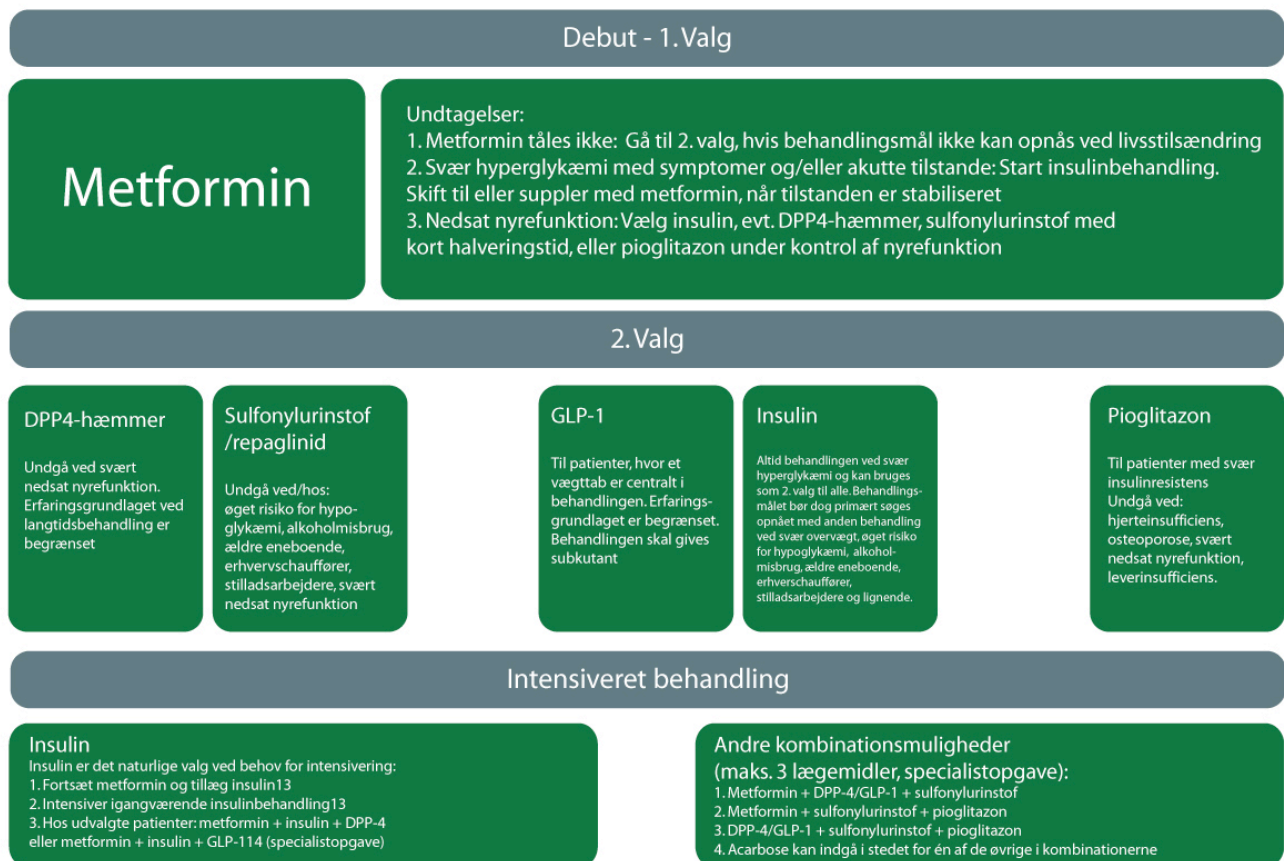 Debut - 1. Valg
Metformin
Undtagelser:
1. Metformin tåles ikke: Gå til 2. valg, hvis behandlingsmål ikke kan opnås ved livsstilsændring
2. Svær hyperglykæmi med symptomer og/eller akutte tilstande: Start insulinbehandling.
Skift til eller suppler med metformin, når tilstanden er stabiliseret
3. Nedsat nyrefunktion: Vælg insulin, evt. DPP4-hæmmer, sulfonylurinstof med
kort halveringstid, eller pioglitazon under kontrol af nyrefunktion
2. Valg
DPP4-hæmmer
Undgå ved svært
nedsat nyrefunktion.
Erfaringsgrundlaget ved
langtidsbehandling er
begrænset
Sulfonylurinstof
/repaglinid
Undgå ved/hos:
øget risiko for hypo-
glykæmi, alkoholmisbrug,
ældre eneboende,
erhvervschauffører,
stilladsarbejdere, svært
nedsat nyrefunktion
GLP-1
Til patienter, hvor et
vægttab er centralt i
behandlingen. Erfarings-
grundlaget er begrænset.
Behandlingen skal gives
subkutant
Insulin
Altid behandlingen ved svær
hyperglykæmi og kan bruges
som 2. valg til alle. Behandlings-
målet bør dog primært søges
opnået med anden behandling
ved svær overvægt, øget risiko
for hypoglykæmi, alkohol-
misbrug, ældre eneboende,
erhverschauffører,
stilladsarbejdere og lignende.
Pioglitazon
Til patienter med svær
insulinresistens
Undgå ved:
hjerteinsufficiens,
osteoporose, svært
nedsat nyrefunktion,
leverinsufficiens.
Intensiveret behandling
Insulin
Insulin er det naturlige valg ved behov for intensivering:
1. Fortsæt metformin og tillæg insulin13
2. Intensiver igangværende insulinbehandling13
3. Hos udvalgte patienter: metformin + insulin + DPP-4
eller metformin + insulin + GLP-114 (specialistopgave)
Andre kombinationsmuligheder
(maks. 3 lægemidler, specialistopgave):
1. Metformin + DPP-4/GLP-1 + sulfonylurinstof
2. Metformin + sulfonylurinstof + pioglitazon
3. DPP-4/GLP-1 + sulfonylurinstof + pioglitazon
4. Acarbose kan indgå i stedet for én af de øvrige i kombinationerne